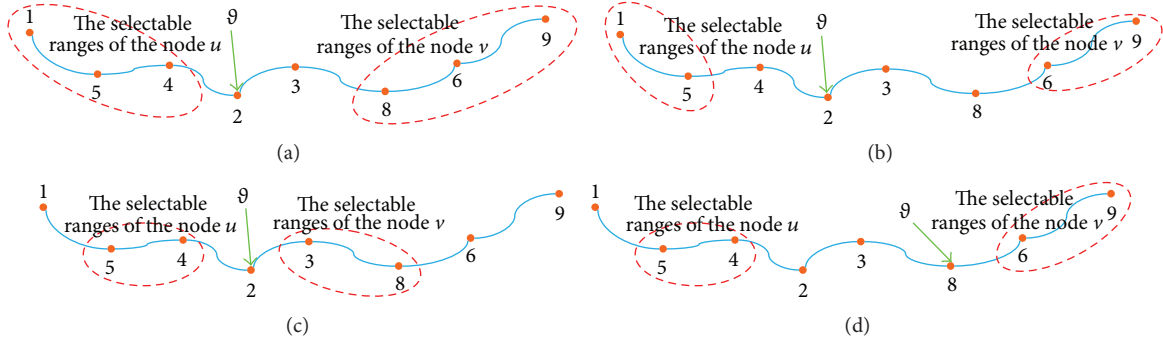 1
The selectable
ranges of the node u
5
4
ϑ
2
3
The selectable
ranges of the node v
8
6
9
(a)
1
The selectable
ranges of the node u
5
4
ϑ
2
3
8
The selectable
ranges of the node v
6
9
(b)
1
The selectable
ranges of the node u
5
4
ϑ
2
The selectable
ranges of the node v
3
8
6
9
(c)
1
The selectable
ranges of the node u
5
4
2
3
ϑ
8
The selectable
ranges of the node v
6
9
(d)